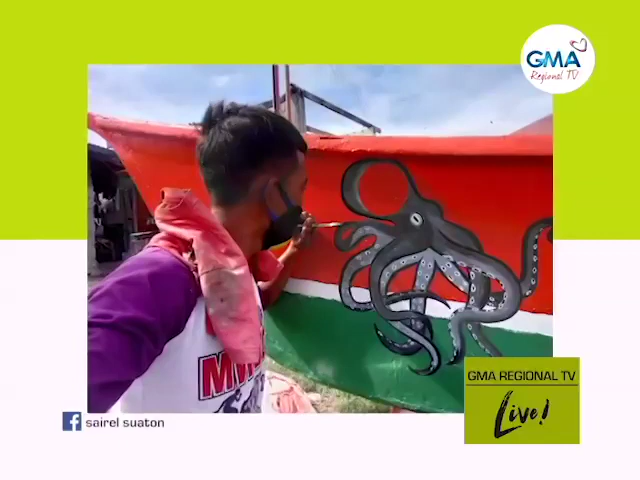 GMA
Regional TV
sairel suaton
GMA REGIONAL TV
Live!